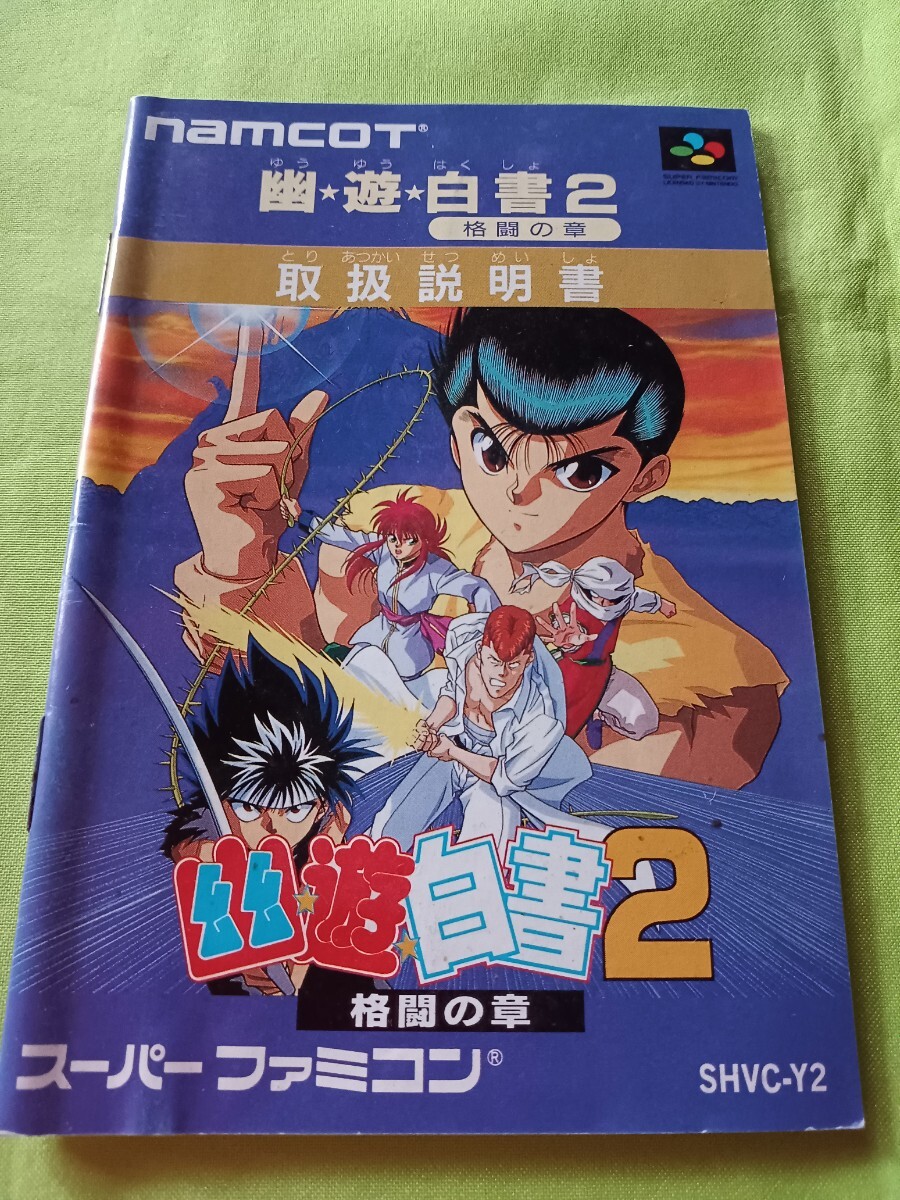 namcoT®
ゆう ゆう はく しょ
幽☆遊☆白書2
格闘の章
とり あつかい せつ めい しょ
取扱説明書
SUPER FAMICOM
幽★遊★白書2
格闘の章
スーパーファミコン®
SHVC-Y2